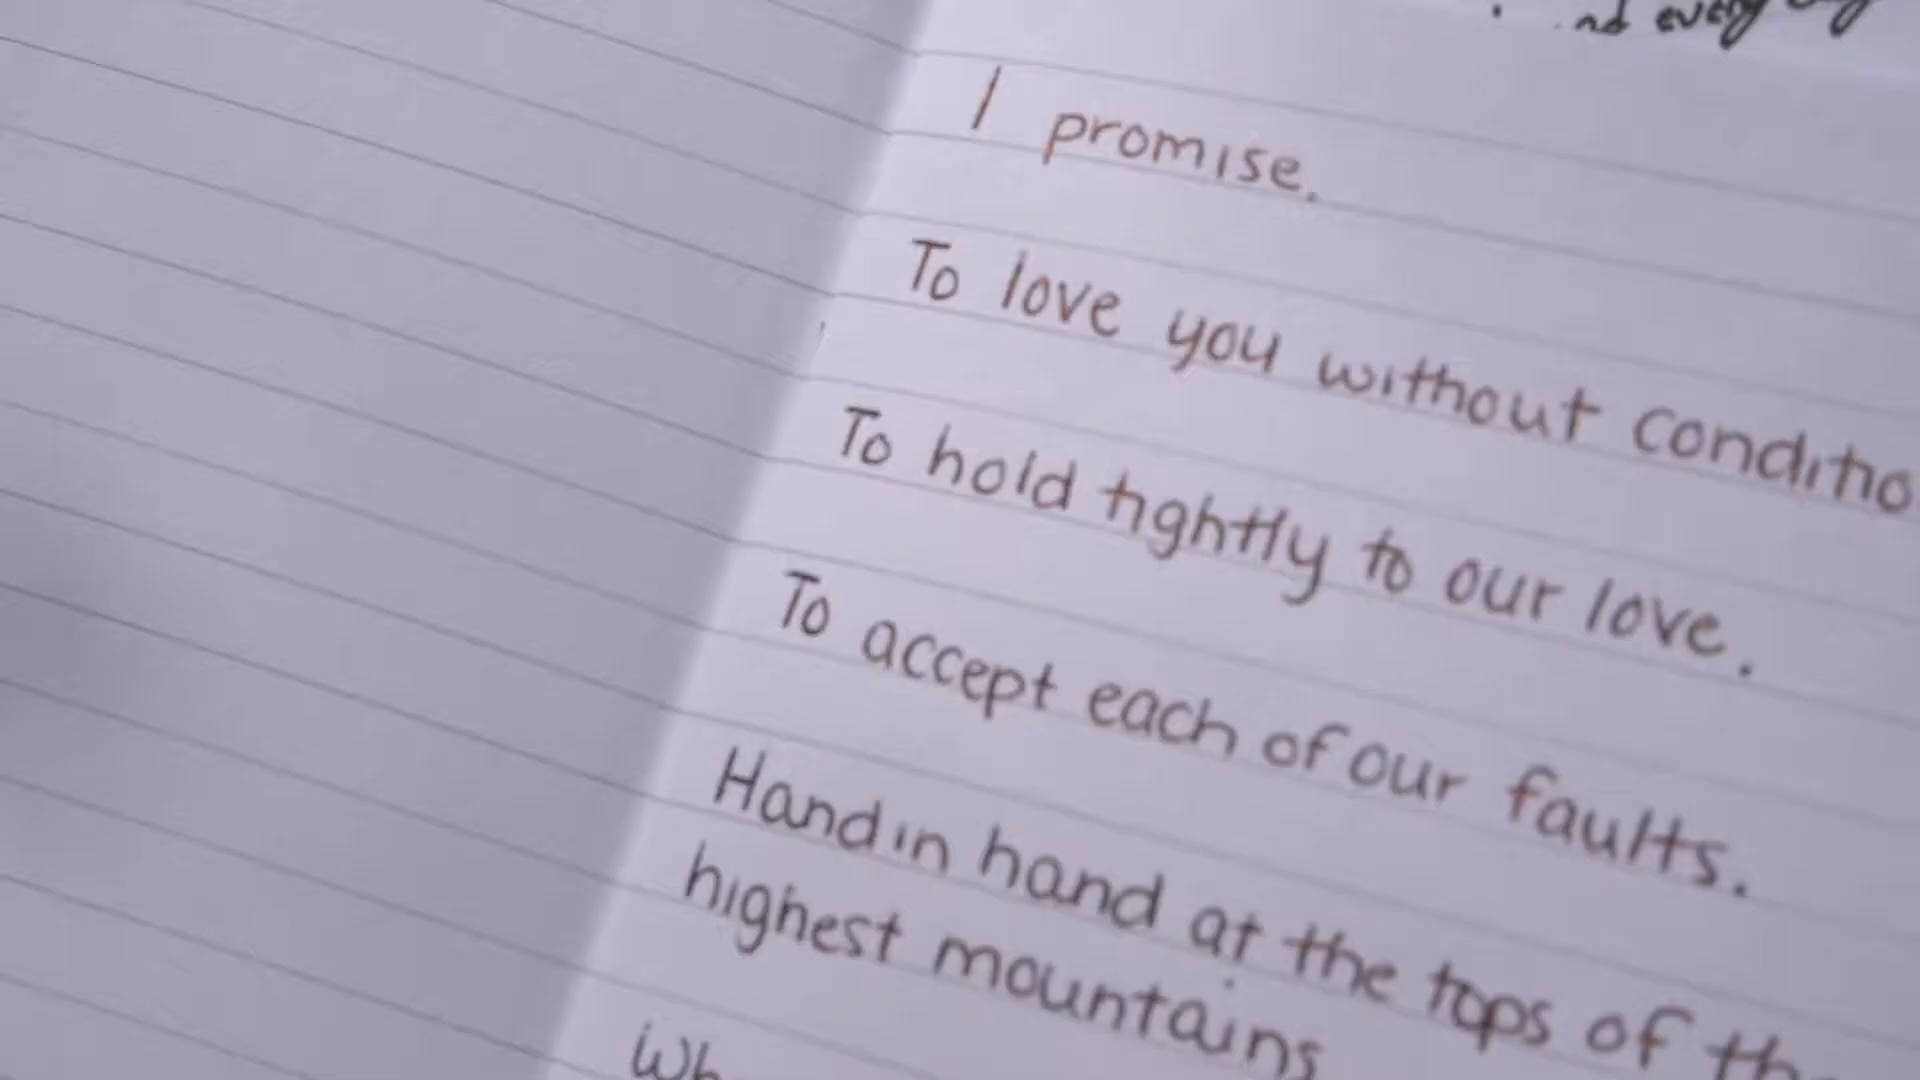 every
I promise.
To love you without
To hold tightly to our love.
To accept each of our faults.
Hand in hand at the tops of
highest mountains